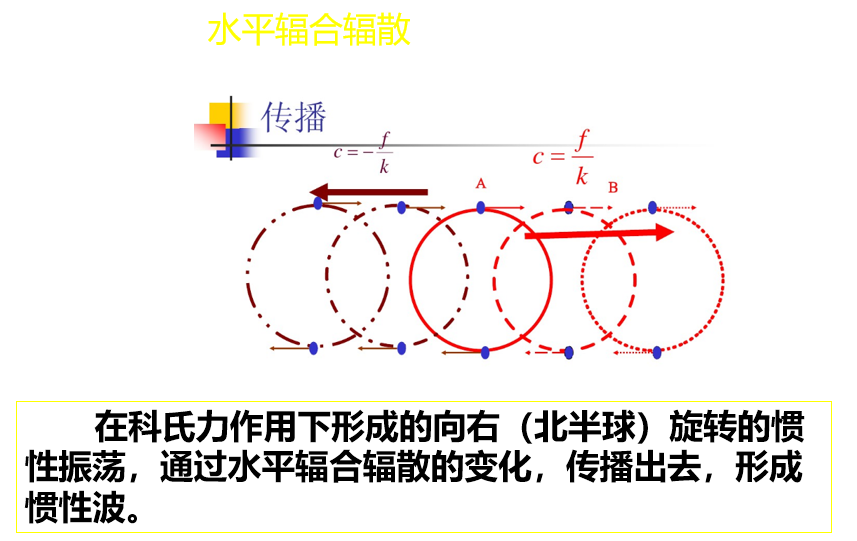 水平辐合辐散
传播
c = -f/k
c = f/k
A
B
在科氏力作用下形成的向右（北半球）旋转的惯
性振荡，通过水平辐合辐散的变化，传播出去，形成
惯性波。